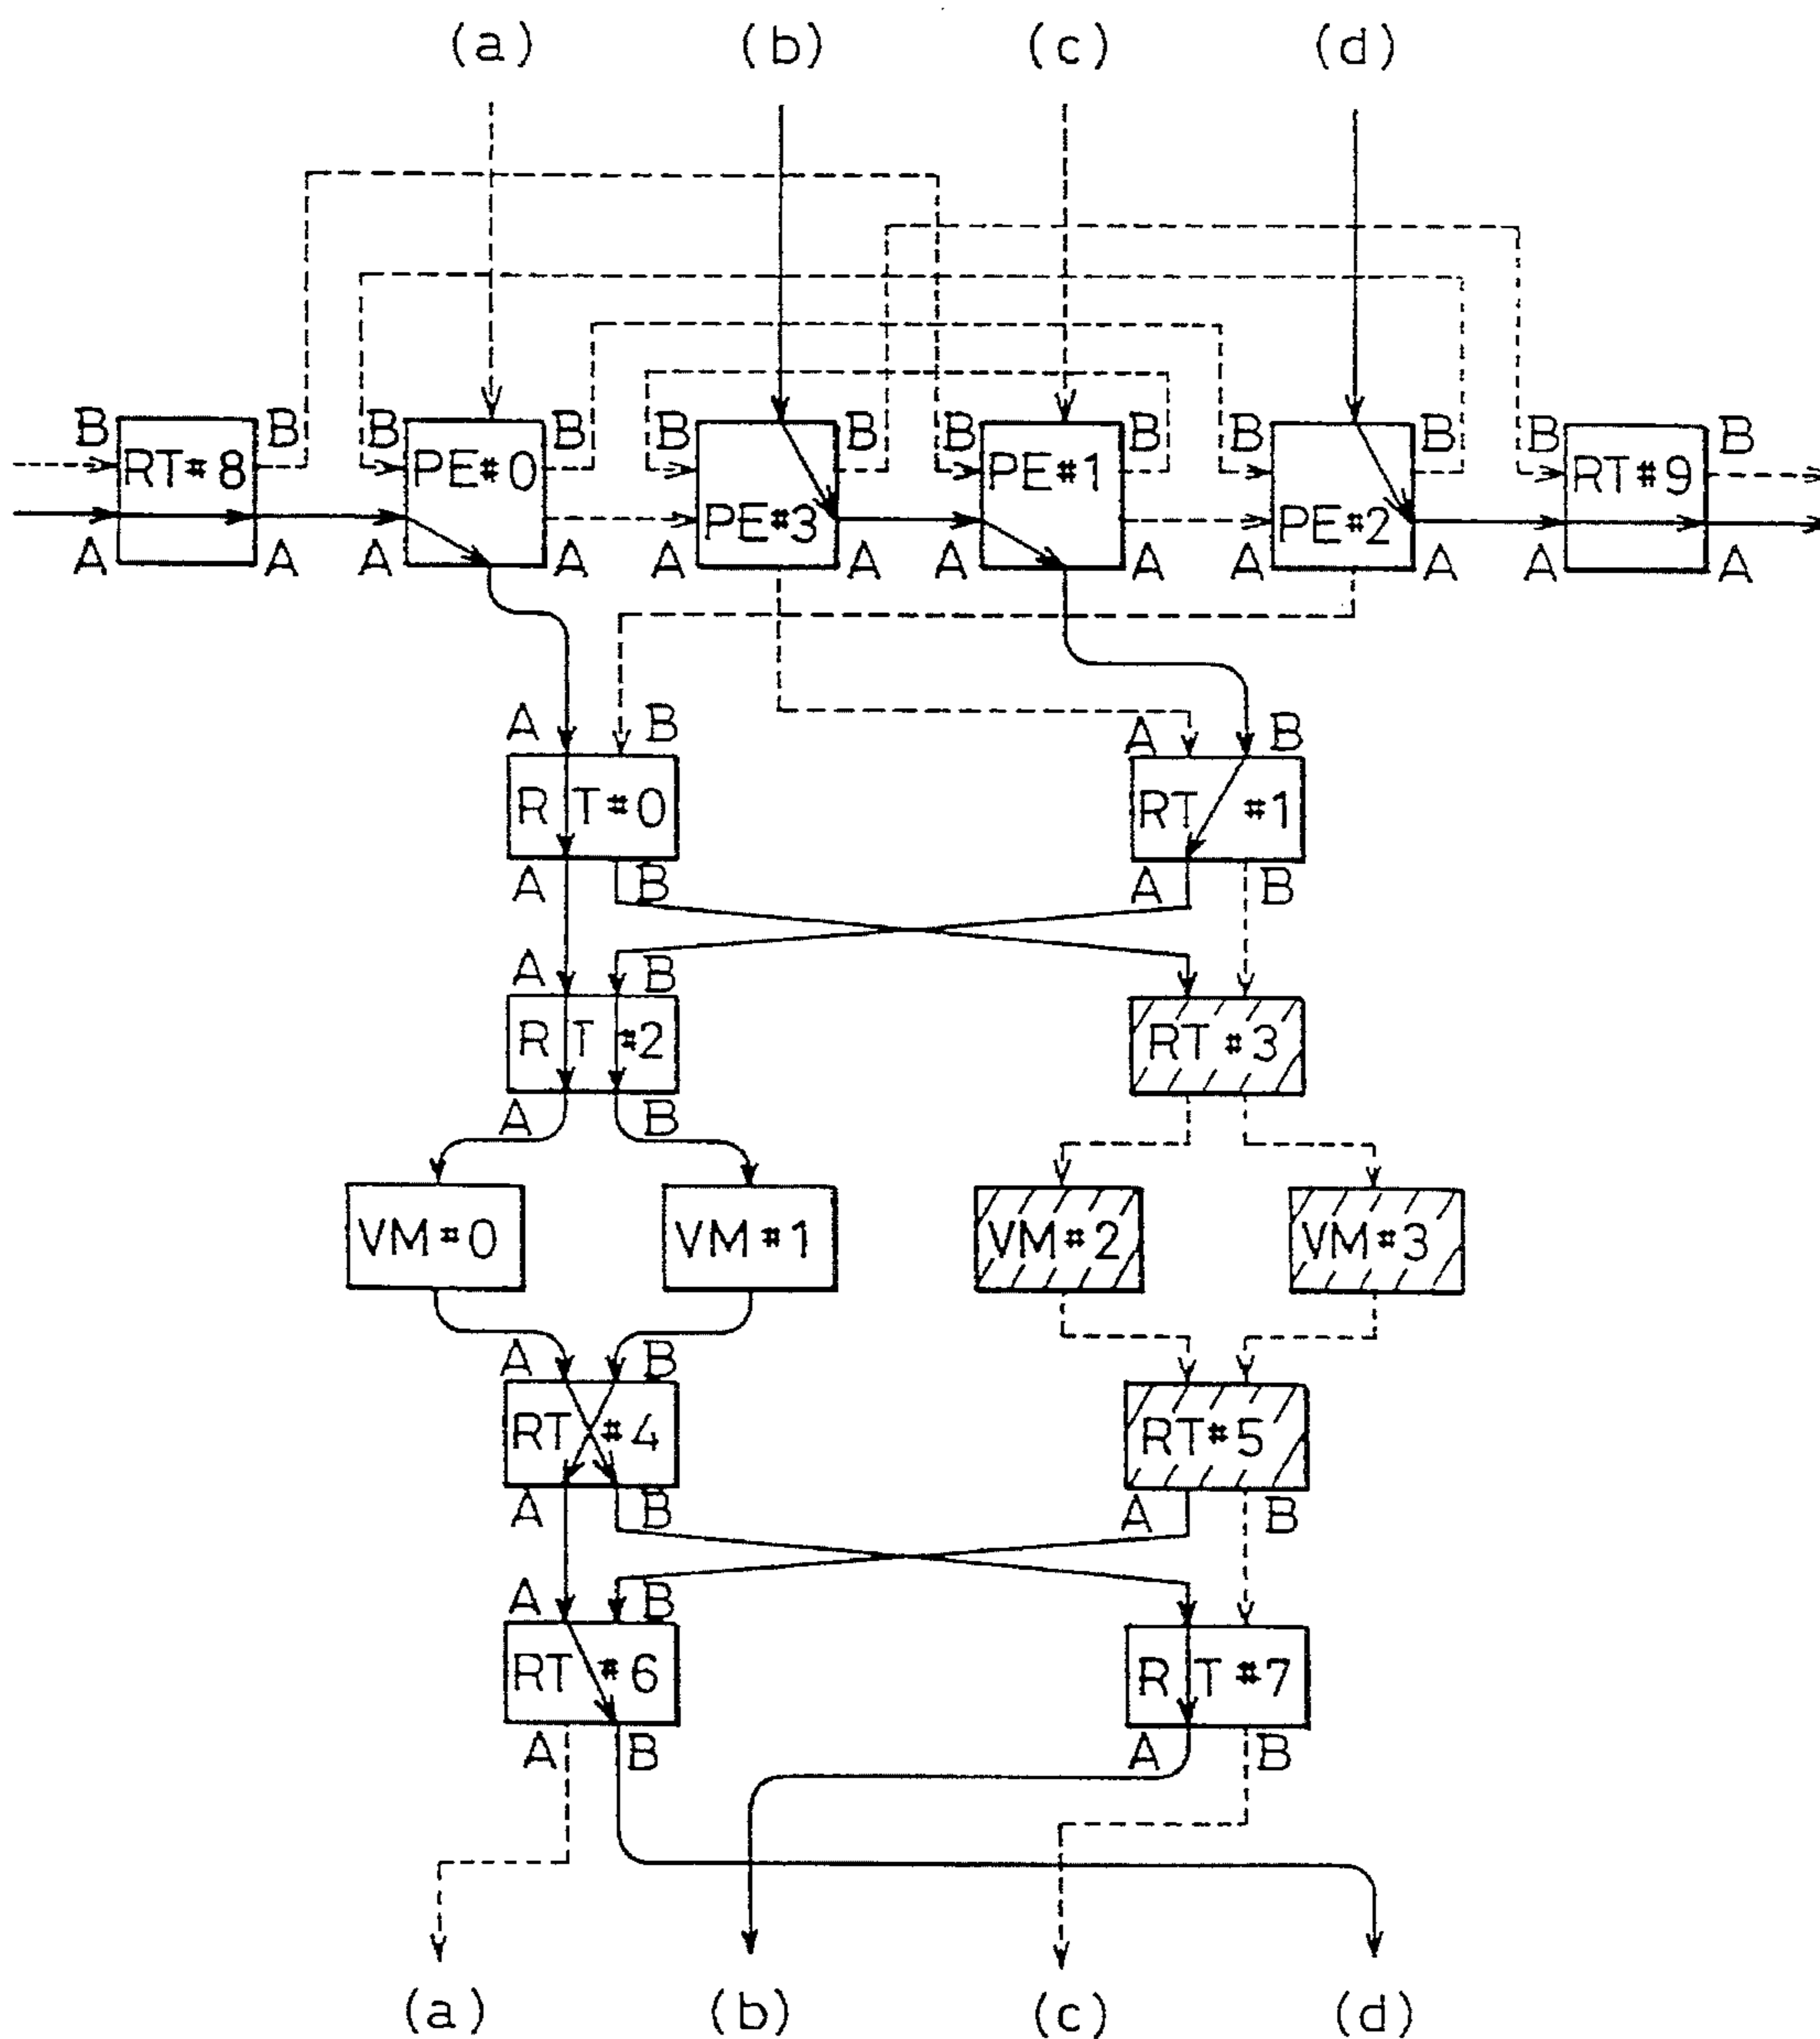 (a) (b) (c) (d)
B B B B B B B B B B B B
RT#8 PE#0 PE#1 RT#9
PE#3 PE#2
A A A A A A A A A A A A
A B A B
RT#0 RT #1
A B A B
A B
RT #2 RT#3
A B
VM#0 VM#1 VM#2 VM#3
A B
RT #4 RT#5
A B A B
A B
RT #6 RT#7
A B A B
(a) (b) (c) (d)